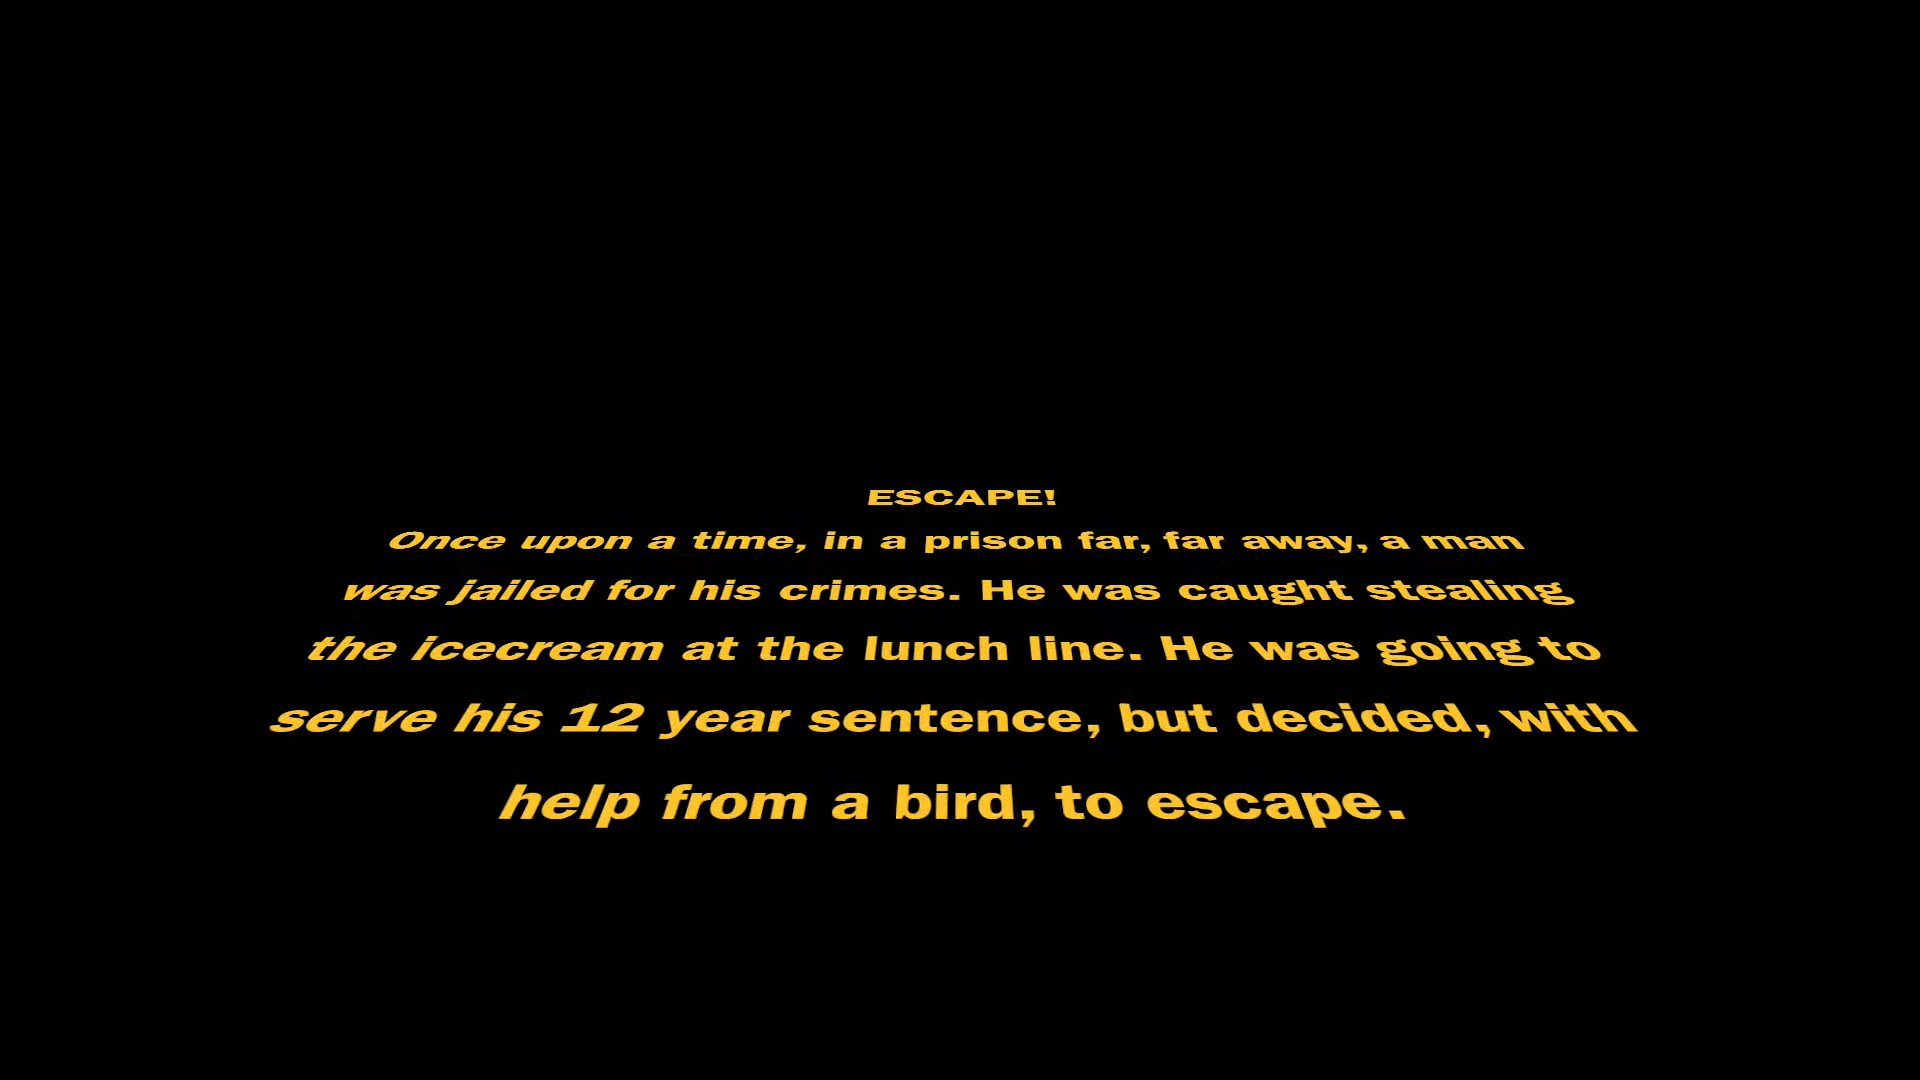 ESCAPE!
Once upon a time, in a prison far, far away, a man
was jailed for his crimes. He was caught stealing
the icecream at the lunch line. He was going to
serve his 12 year sentence, but decided, with
help from a bird, to escape.